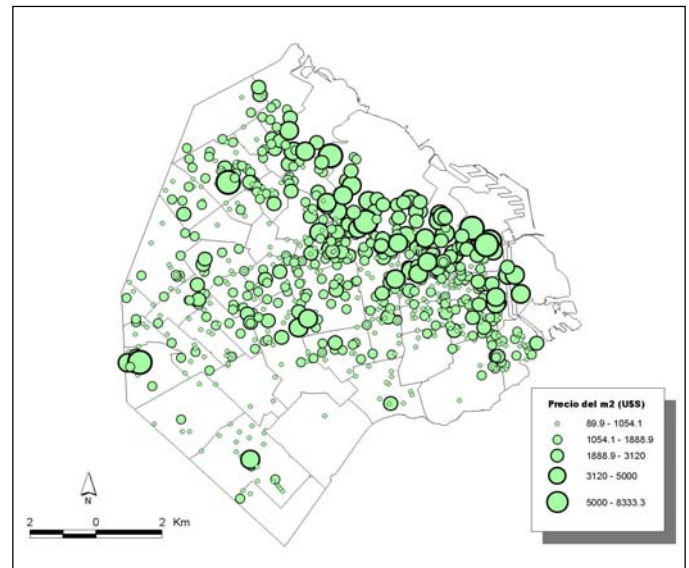 Precio del m2 (U$S)
89.9 - 1054.1
1054.1 - 1888.9
1888.9 - 3120
3120 - 5000
5000 - 8333.3
N
2 0 2 Km